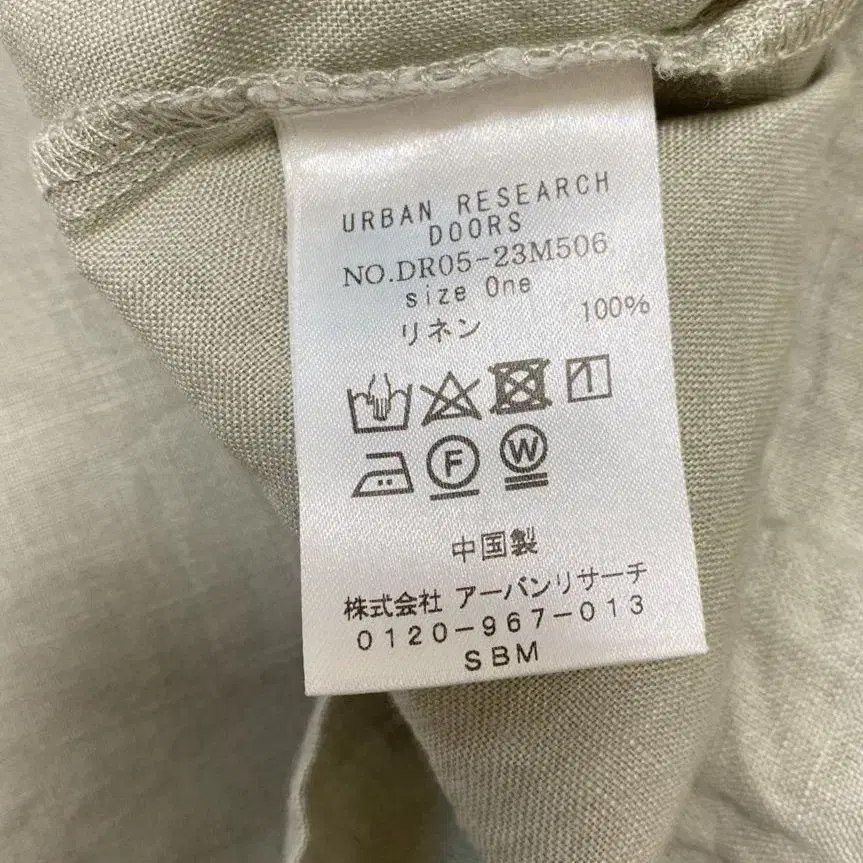 URBAN RESEARCH
DOORS
NO.DR05-23M506
size One
リネン 100%
F W
中国製
株式会社 アーバンリサーチ
0120-967-013
SBM